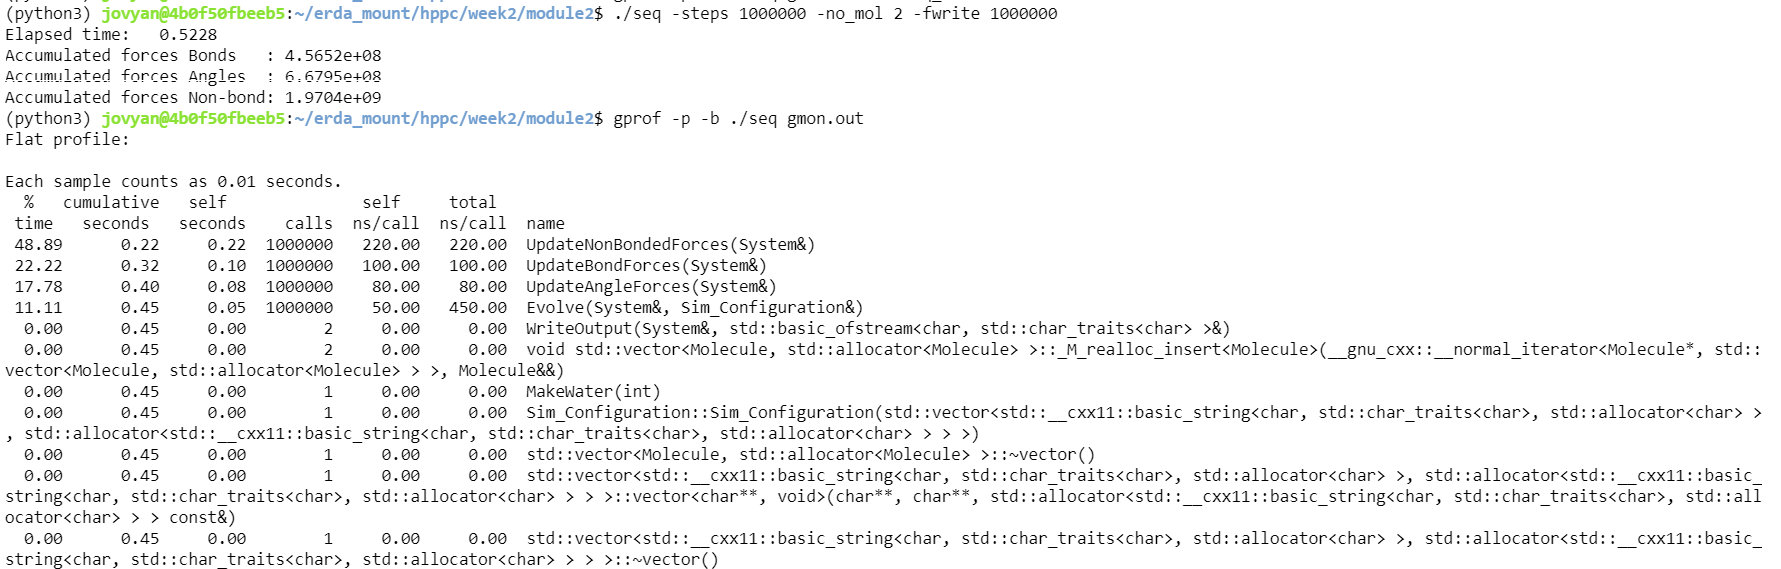 (python3) jovyan@4b0f50fbeeb5:~/erda_mount/hppc/week2/module2$ ./seq -steps 1000000 -no_mol 2 -fwrite 1000000
Elapsed time:   0.5228
Accumulated forces Bonds   : 4.5652e+08
Accumulated forces Angles  : 6.6795e+08
Accumulated forces Non-bond: 1.9704e+09
(python3) jovyan@4b0f50fbeeb5:~/erda_mount/hppc/week2/module2$ gprof -p -b ./seq gmon.out
Flat profile:

Each sample counts as 0.01 seconds.
  %   cumulative   self              self     total
 time   seconds   seconds    calls  ns/call  ns/call  name
 48.89      0.22     0.22  1000000   220.00   220.00  UpdateNonBondedForces(System&)
 22.22      0.32     0.10  1000000   100.00   100.00  UpdateBondForces(System&)
 17.78      0.40     0.08  1000000    80.00    80.00  UpdateAngleForces(System&)
 11.11      0.45     0.05  1000000    50.00   450.00  Evolve(System&, Sim_Configuration&)
  0.00      0.45     0.00        2     0.00     0.00  WriteOutput(System&, std::basic_ofstream<char, std::char_traits<char> >&)
  0.00      0.45     0.00        2     0.00     0.00  void std::vector<Molecule, std::allocator<Molecule> >::_M_realloc_insert<Molecule>(__gnu_cxx::__normal_iterator<Molecule*, std::
vector<Molecule, std::allocator<Molecule> > >, Molecule&&)
  0.00      0.45     0.00        1     0.00     0.00  MakeWater(int)
  0.00      0.45     0.00        1     0.00     0.00  Sim_Configuration::Sim_Configuration(std::vector<std::__cxx11::basic_string<char, std::char_traits<char>, std::allocator<char> >
, std::allocator<std::__cxx11::basic_string<char, std::char_traits<char>, std::allocator<char> > > >)
  0.00      0.45     0.00        1     0.00     0.00  std::vector<Molecule, std::allocator<Molecule> >::~vector()
  0.00      0.45     0.00        1     0.00     0.00  std::vector<std::__cxx11::basic_string<char, std::char_traits<char>, std::allocator<char> >, std::allocator<std::__cxx11::basic_
string<char, std::char_traits<char>, std::allocator<char> > > >::vector<char**, void>(char**, char**, std::allocator<std::__cxx11::basic_string<char, std::char_traits<char>, std::all
ocator<char> > > const&)
  0.00      0.45     0.00        1     0.00     0.00  std::vector<std::__cxx11::basic_string<char, std::char_traits<char>, std::allocator<char> >, std::allocator<std::__cxx11::basic_
string<char, std::char_traits<char>, std::allocator<char> > > >::~vector()